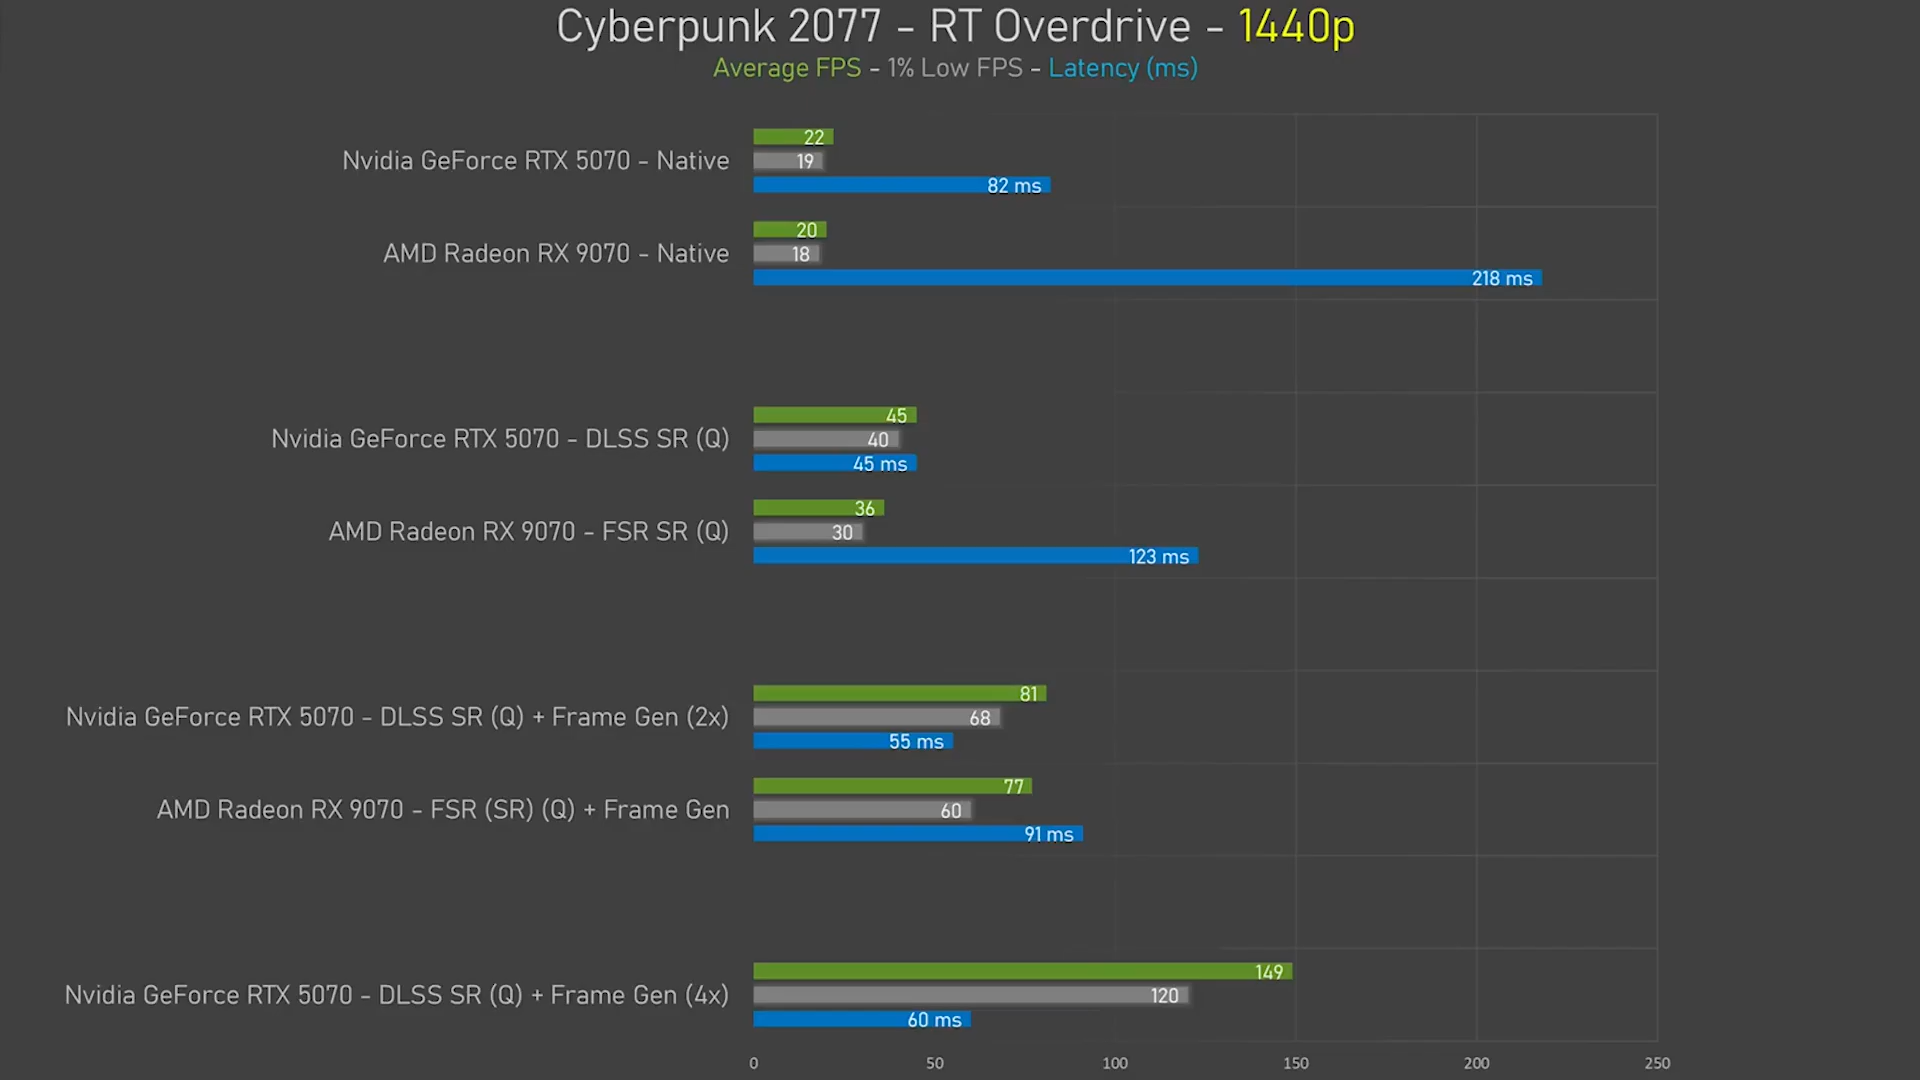 Cyberpunk 2077 - RT Overdrive - 1440p
Average FPS - 1% Low FPS - Latency (ms)
Nvidia GeForce RTX 5070 - Native
22
19
82 ms
AMD Radeon RX 9070 - Native
20
18
218 ms
Nvidia GeForce RTX 5070 - DLSS SR (Q)
45
40
45 ms
AMD Radeon RX 9070 - FSR SR (Q)
36
30
123 ms
Nvidia GeForce RTX 5070 - DLSS SR (Q) + Frame Gen (2x)
81
68
55 ms
AMD Radeon RX 9070 - FSR (SR) (Q) + Frame Gen
77
60
91 ms
Nvidia GeForce RTX 5070 - DLSS SR (Q) + Frame Gen (4x)
149
120
60 ms
0 50 100 150 200 250